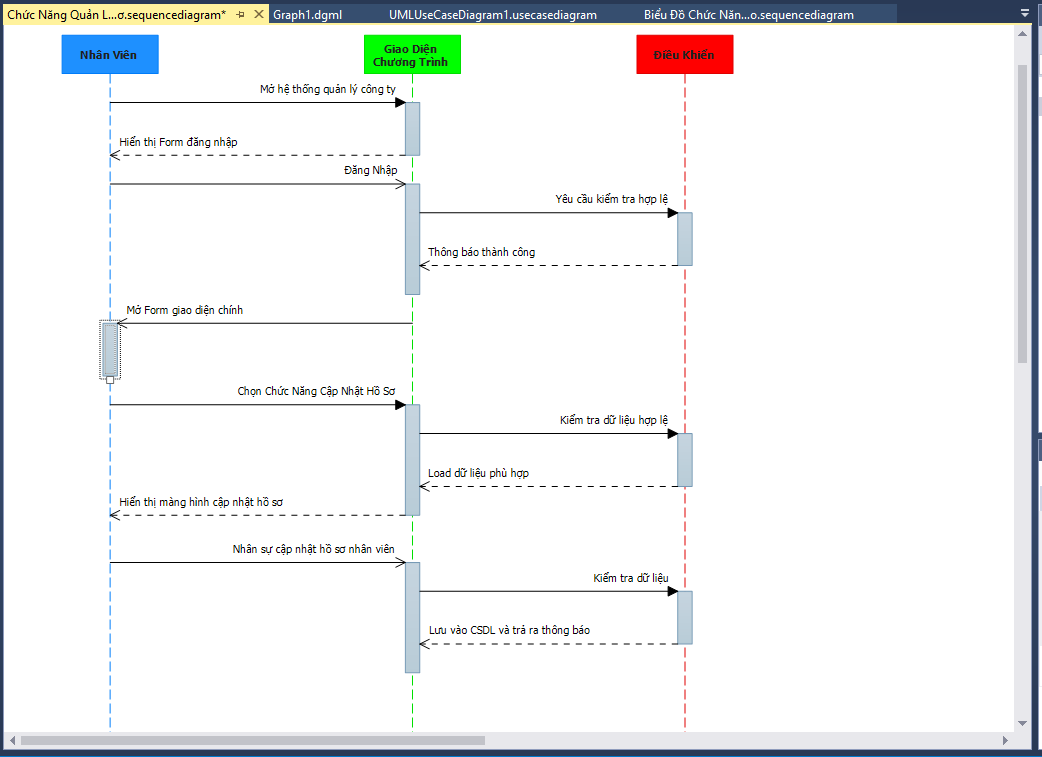 Chức Năng Quản L...ơ.sequencediagram*
Graph1.dgml
UMLUseCaseDiagram1.usecasediagram
Biểu Đồ Chức Năn...o.sequencediagram
Nhân Viên
Giao Diện
Chương Trình
Điều Khiển
Mở hệ thống quản lý công ty
Hiển thị Form đăng nhập
Đăng Nhập
Yêu cầu kiểm tra hợp lệ
Thông báo thành công
Mở Form giao diện chính
Chọn Chức Năng Cập Nhật Hồ Sơ
Kiểm tra dữ liệu hợp lệ
Load dữ liệu phù hợp
Hiển thị màng hình cập nhật hồ sơ
Nhân sự cập nhật hồ sơ nhân viên
Kiểm tra dữ liệu
Lưu vào CSDL và trả ra thông báo